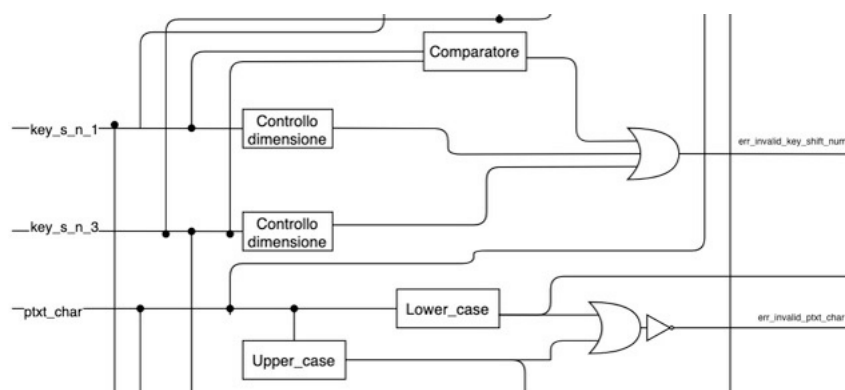 Comparatore
key_s_n_1
Controllo
dimensione
err_invalid_key_shift_num
key_s_n_3
Controllo
dimensione
ptxt_char
Lower_case
err_invalid_ptxt_char
Upper_case